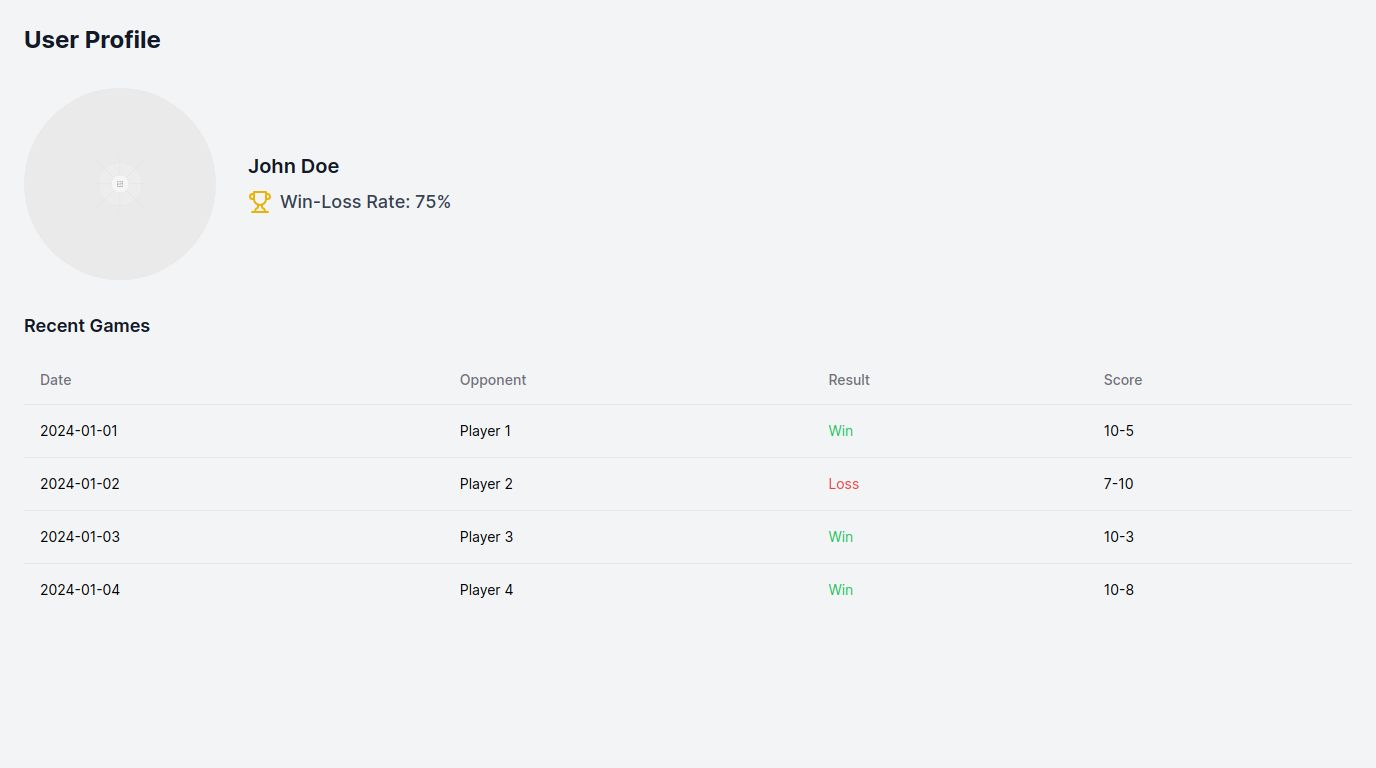 User Profile
John Doe
Win-Loss Rate: 75%
Recent Games
Date Opponent Result Score
2024-01-01 Player 1 Win 10-5
2024-01-02 Player 2 Loss 7-10
2024-01-03 Player 3 Win 10-3
2024-01-04 Player 4 Win 10-8